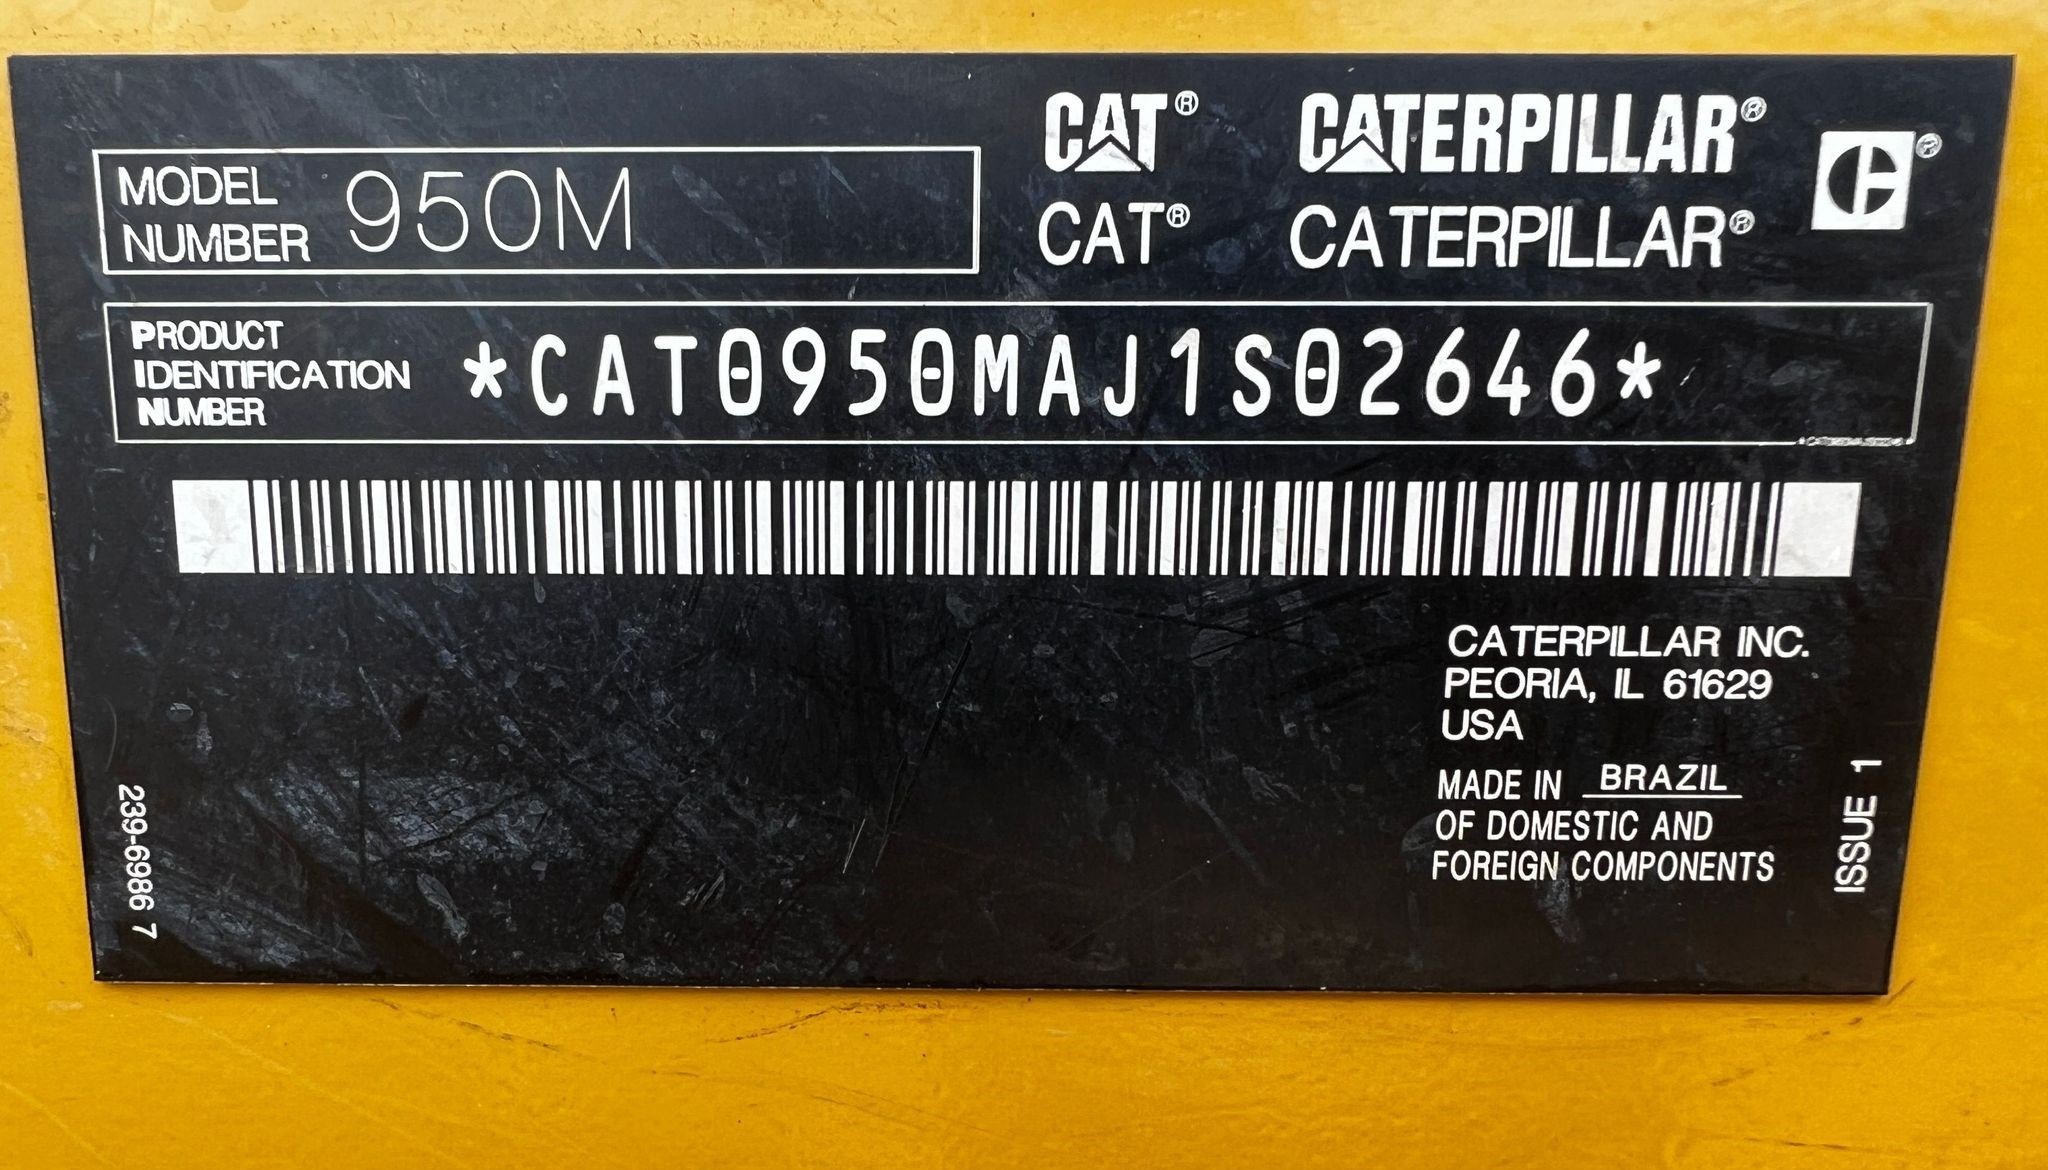 MODEL
NUMBER
950M
CAT® CATERPILLAR®
CAT® CATERPILLAR®
PRODUCT
IDENTIFICATION
NUMBER
*CAT0950MAJ1S02646*
CATERPILLAR INC.
PEORIA, IL 61629
USA
MADE IN BRAZIL
OF DOMESTIC AND
FOREIGN COMPONENTS
239-6986 7
ISSUE 1